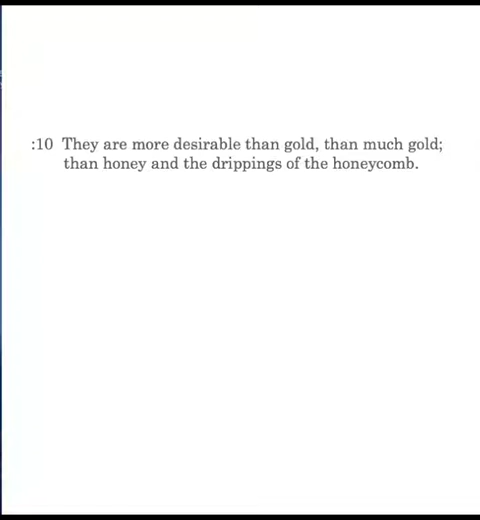 :10 They are more desirable than gold, than much gold;
than honey and the drippings of the honeycomb.